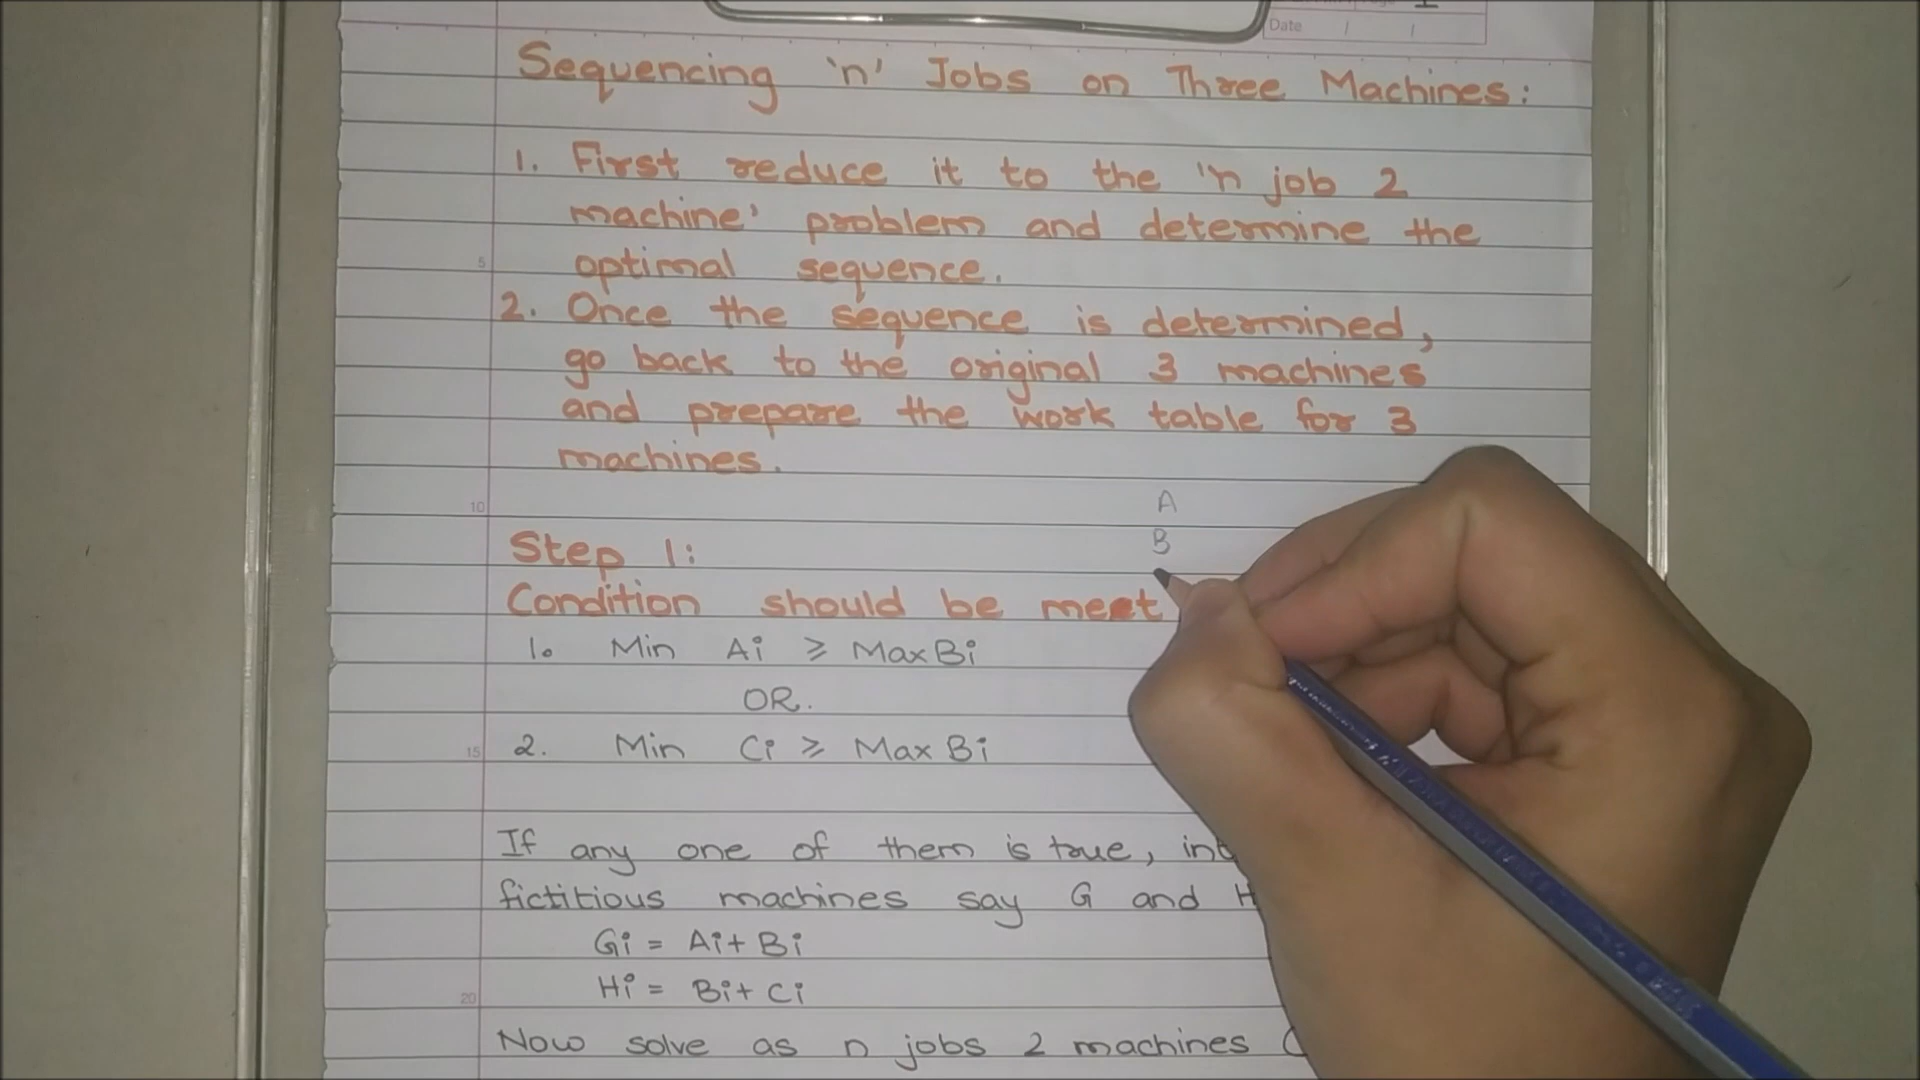 Date / /
Sequencing 'n' Jobs on Three Machines:
1. First reduce it to the 'n job 2
machine' problem and determine the
5 optimal sequence.
2. Once the sequence is determined,
go back to the original 3 machines
and prepare the work table for 3
machines.
10 A
B
Step 1:
Condition should be meet
1. Min Ai ⩾ Max Bi
OR.
15 2. Min Ci ⩾ Max Bi
If any one of them is true,
fictitious machines say G and H
Gi = Ai + Bi
20 Hi = Bi + Ci
Now solve as n jobs 2 machines